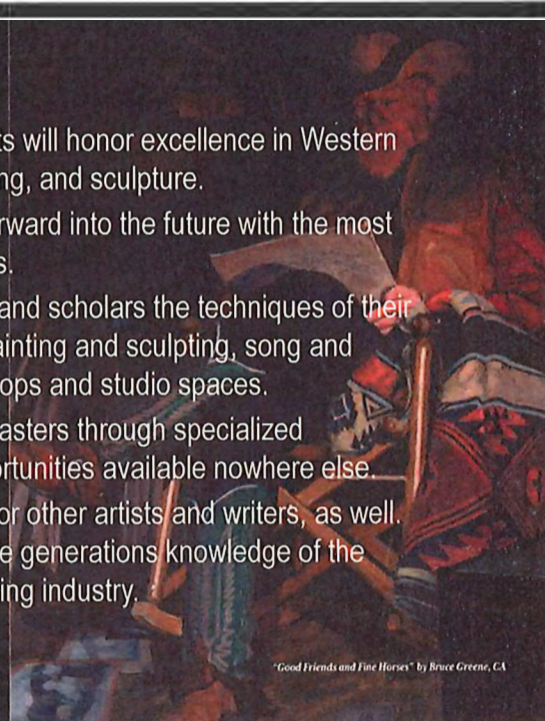 s will honor excellence in Western
ng, and sculpture.
rward into the future with the most
s.
and scholars the techniques of their
ainting and sculpting, song and
ops and studio spaces.
asters through specialized
rtunities available nowhere else.
or other artists and writers, as well.
e generations knowledge of the
ing industry.
"Good Friends and Fine Horses" by Bruce Greene, CA